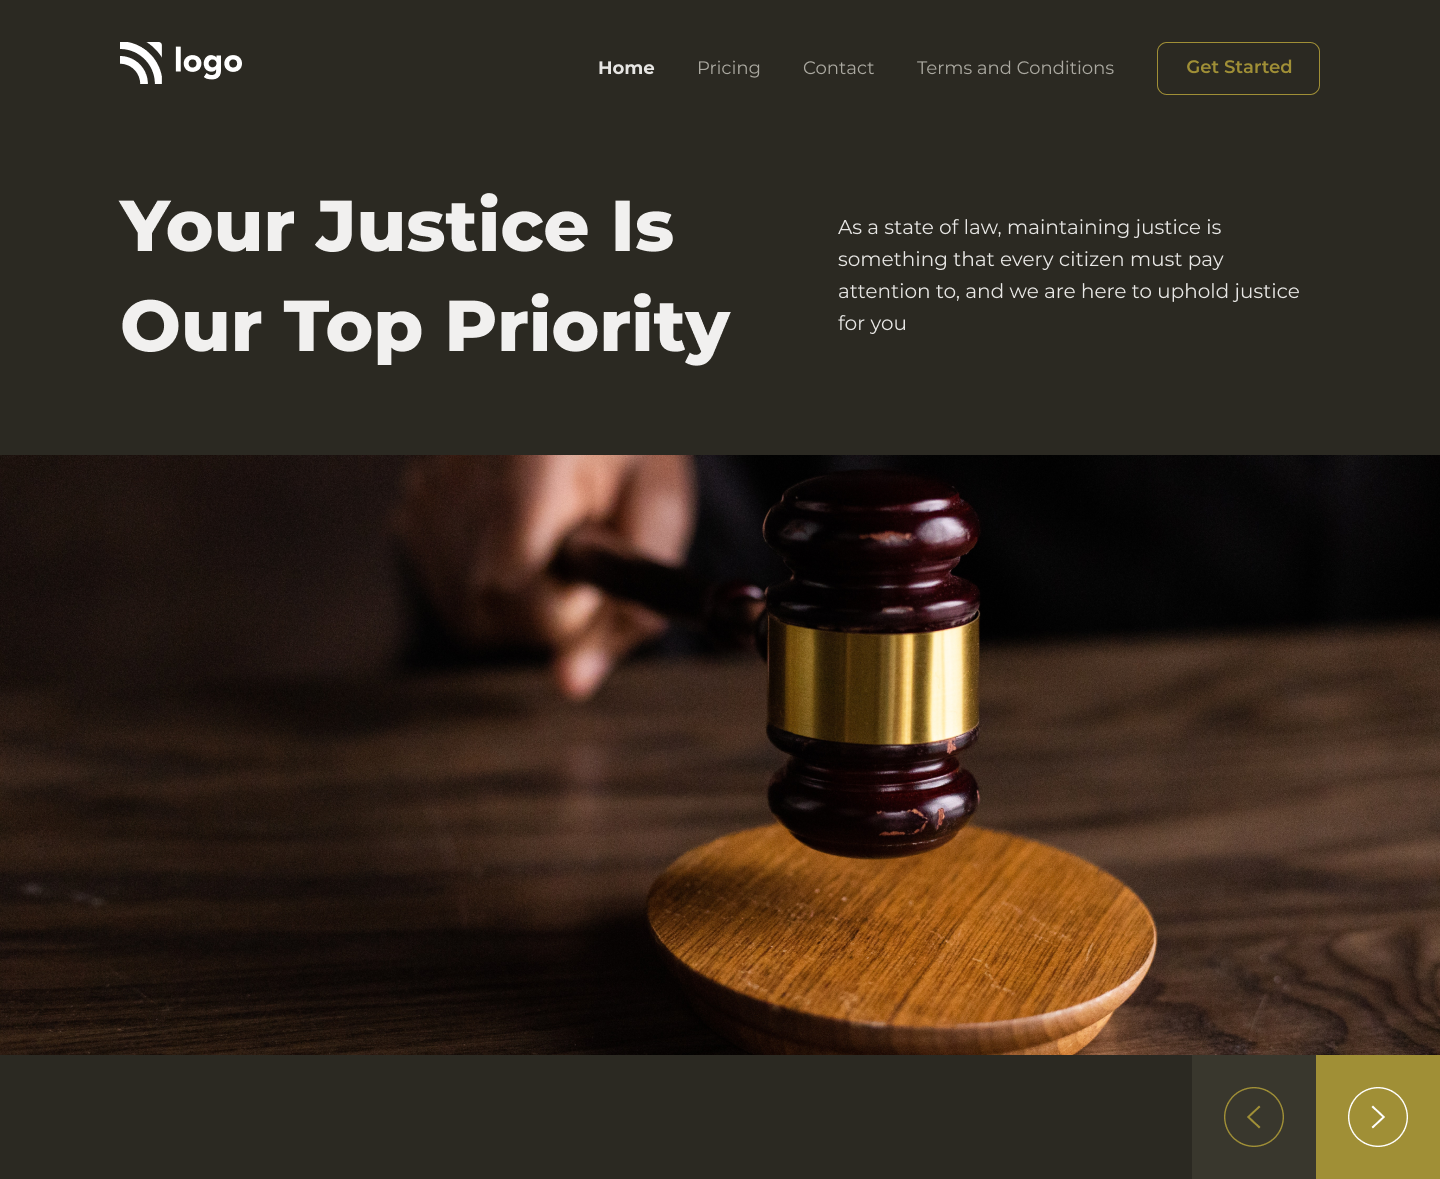 logo
Home
Pricing
Contact
Terms and Conditions
Get Started
Your Justice Is
Our Top Priority
As a state of law, maintaining justice is
something that every citizen must pay
attention to, and we are here to uphold justice
for you